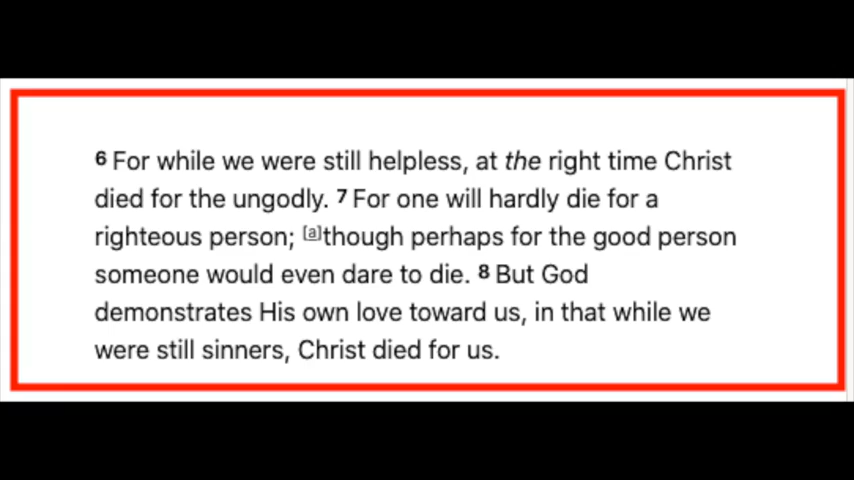 6 For while we were still helpless, at the right time Christ
died for the ungodly. 7 For one will hardly die for a
righteous person; [a]though perhaps for the good person
someone would even dare to die. 8 But God
demonstrates His own love toward us, in that while we
were still sinners, Christ died for us.